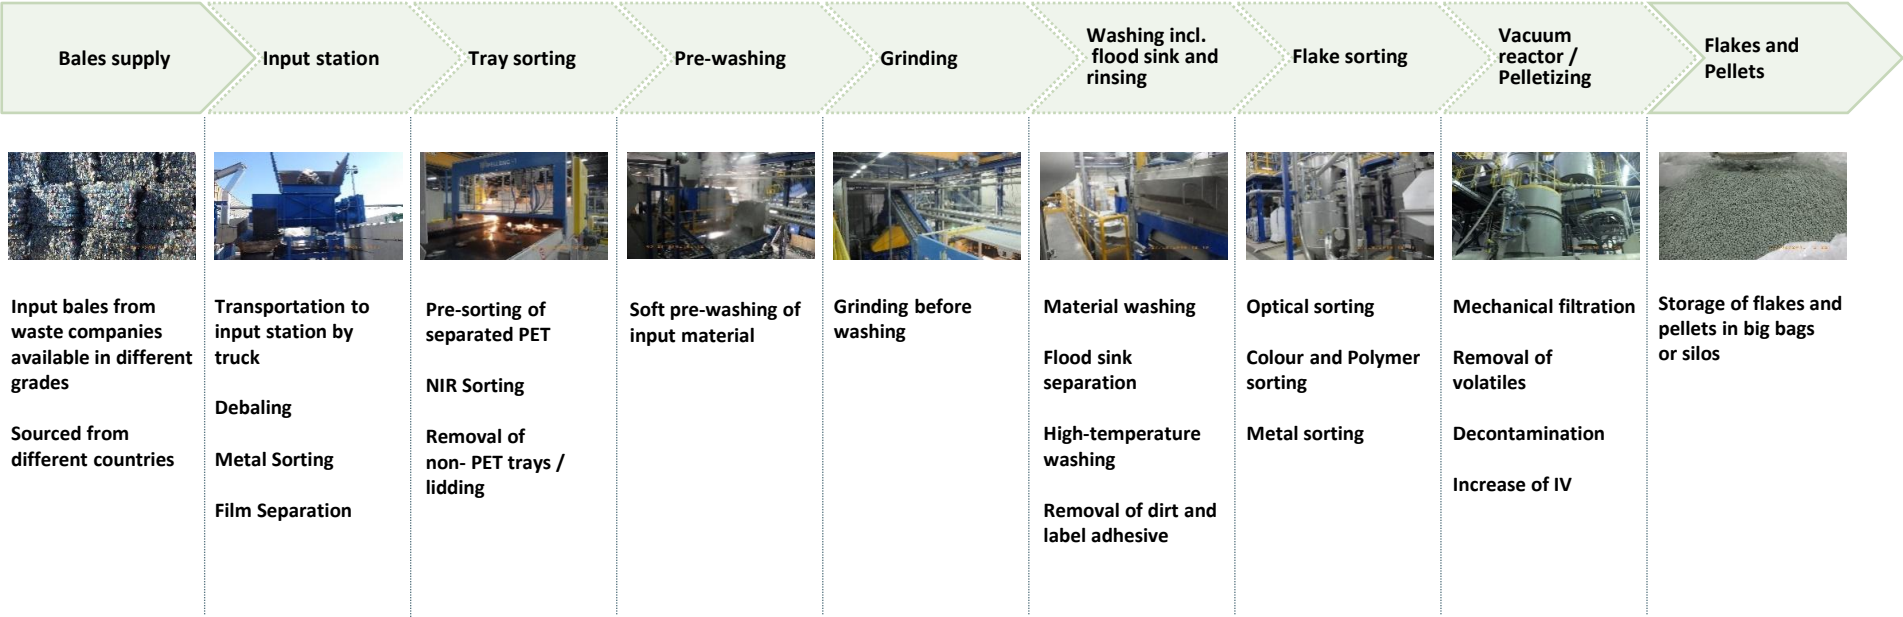 Bales supply
Input station
Tray sorting
Pre-washing
Grinding
Washing incl.
flood sink and
rinsing
Flake sorting
Vacuum
reactor /
Pelletizing
Flakes and
Pellets
Input bales from
waste companies
available in different
grades
Sourced from
different countries
Transportation to
input station by
truck
Debaling
Metal Sorting
Film Separation
Pre-sorting of
separated PET
NIR Sorting
Removal of
non- PET trays /
lidding
Soft pre-washing of
input material
Grinding before
washing
Material washing
Flood sink
separation
High-temperature
washing
Removal of dirt and
label adhesive
Optical sorting
Colour and Polymer
sorting
Metal sorting
Mechanical filtration
Removal of
volatiles
Decontamination
Increase of IV
Storage of flakes and
pellets in big bags
or silos